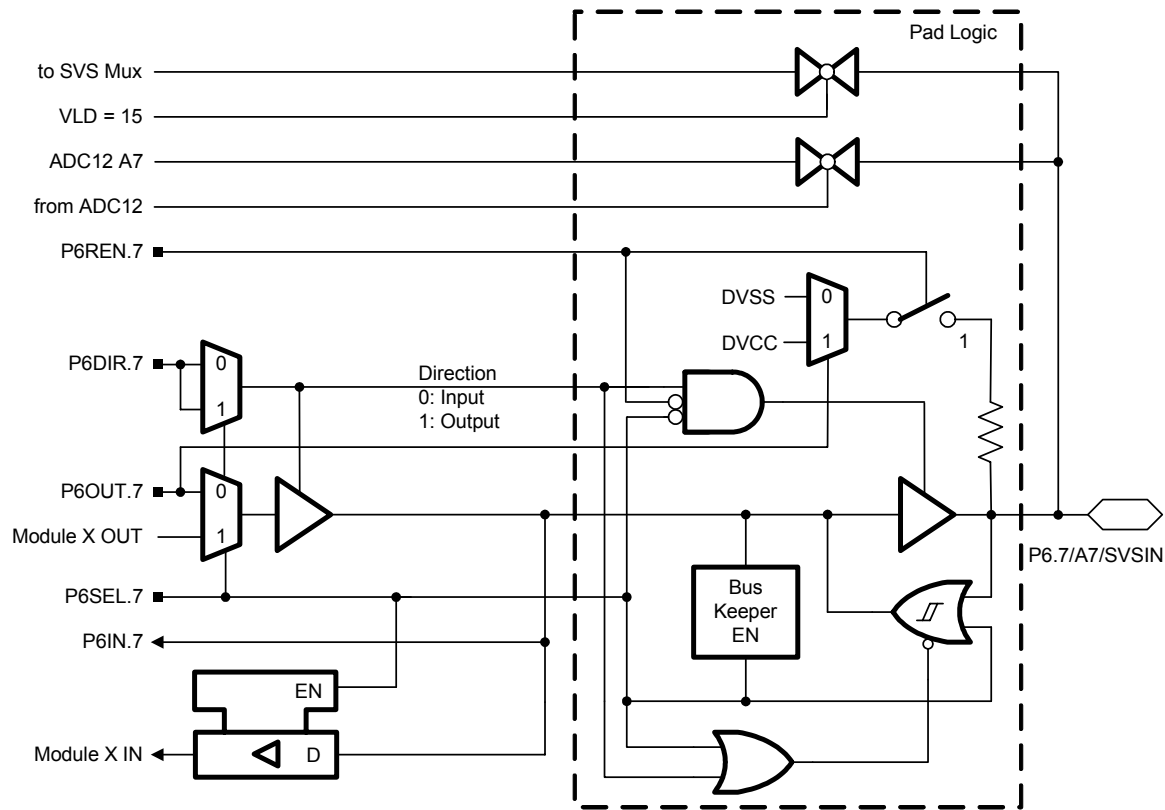 Pad Logic
to SVS Mux
VLD = 15
ADC12 A7
from ADC12
P6REN.7
DVSS
0
DVCC
1
1
P6DIR.7
0
1
Direction
0: Input
1: Output
P6OUT.7
0
Module X OUT
1
P6.7/A7/SVSIN
P6SEL.7
Bus
Keeper
EN
P6IN.7
EN
Module X IN
D